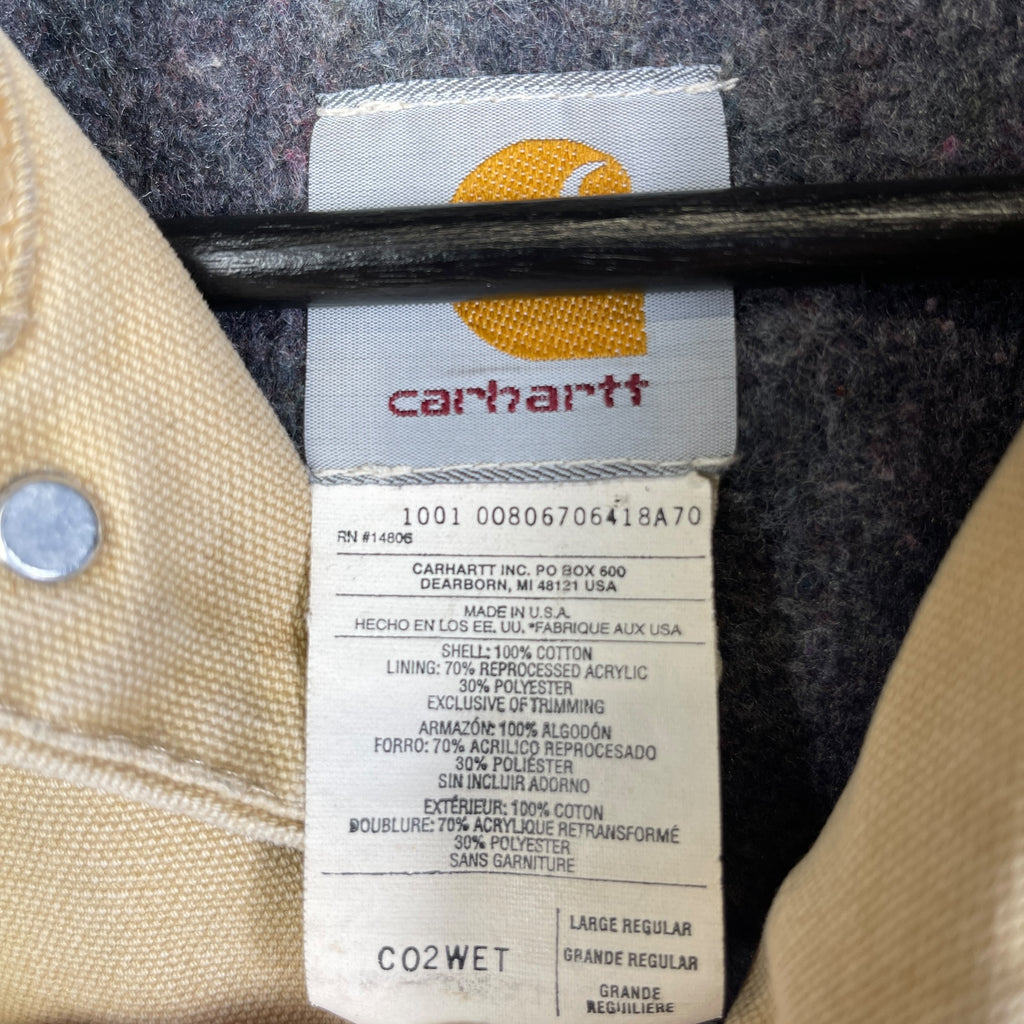 carhartt
1001 00806706418A70
RN #14806
CARHARTT INC. PO BOX 600
DEARBORN, MI 48121 USA
MADE IN U.S.A.
HECHO EN LOS EE. UU. *FABRIQUE AUX USA
SHELL: 100% COTTON
LINING: 70% REPROCESSED ACRYLIC
30% POLYESTER
EXCLUSIVE OF TRIMMING
ARMAZÓN: 100% ALGODÓN
FORRO: 70% ACRILICO REPROCESADO
30% POLIÉSTER
SIN INCLUIR ADORNO
EXTÉRIEUR: 100% COTON
DOUBLURE: 70% ACRYLIQUE RETRANSFORMÉ
30% POLYESTER
SANS GARNITURE
C02WET
LARGE REGULAR
GRANDE REGULAR
GRANDE
REGUILIERE